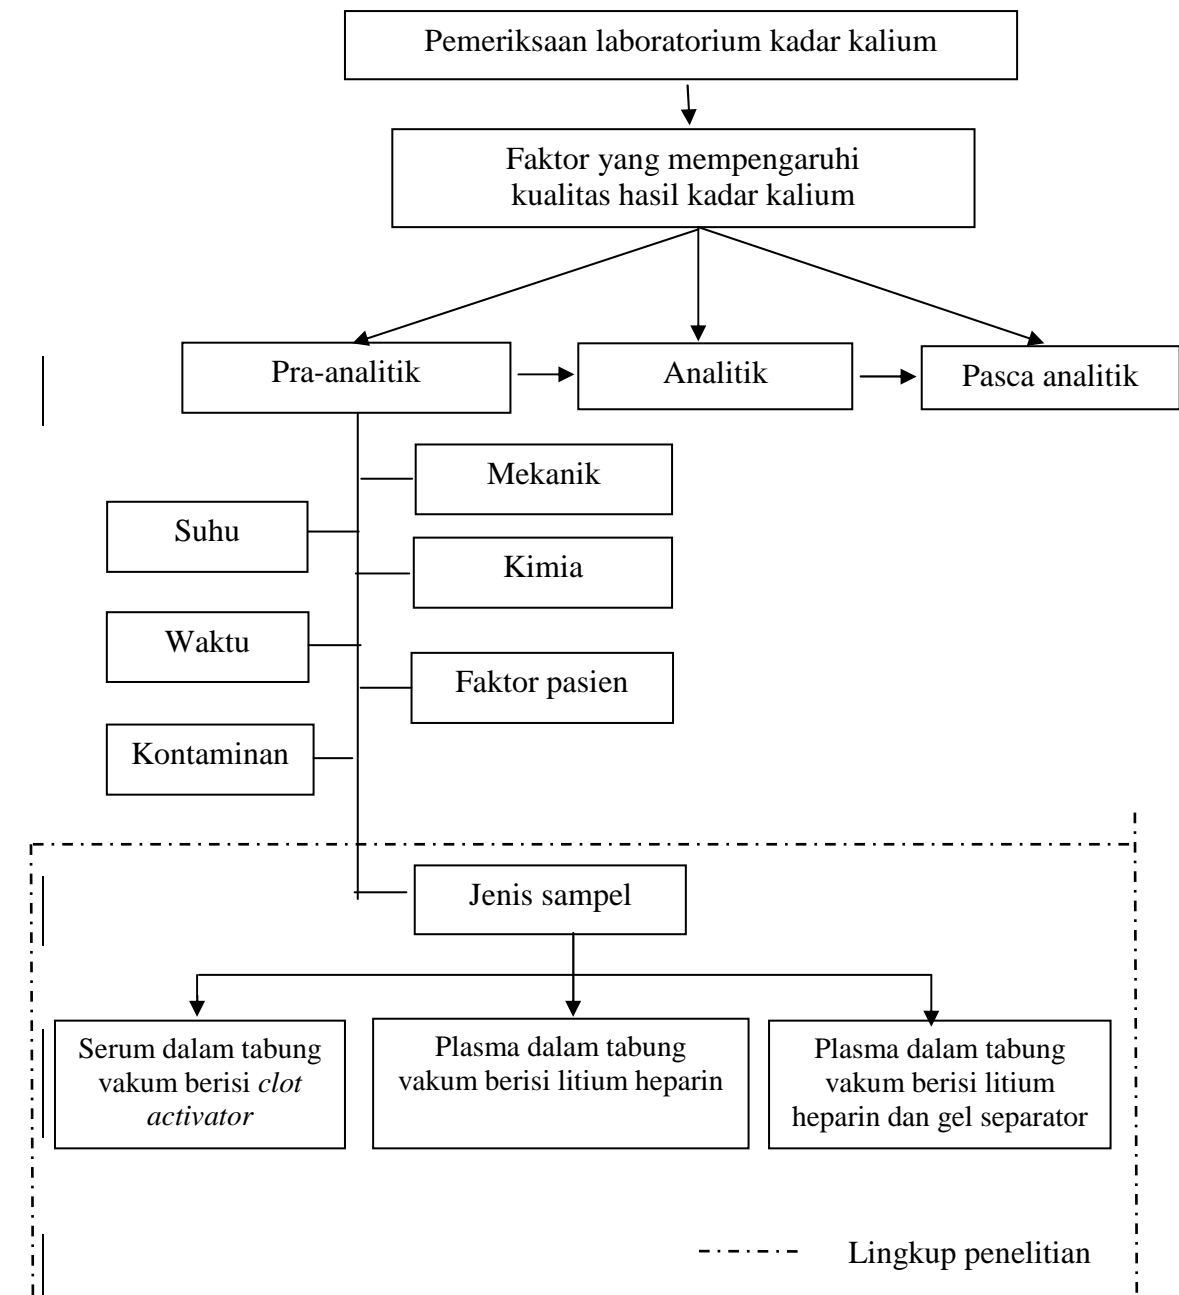 Pemeriksaan laboratorium kadar kalium
Faktor yang mempengaruhi
kualitas hasil kadar kalium
Pra-analitik
Analitik
Pasca analitik
Mekanik
Suhu
Kimia
Waktu
Faktor pasien
Kontaminan
Jenis sampel
Serum dalam tabung
vakum berisi clot
activator
Plasma dalam tabung
vakum berisi litium heparin
Plasma dalam tabung
vakum berisi litium
heparin dan gel separator
Lingkup penelitian